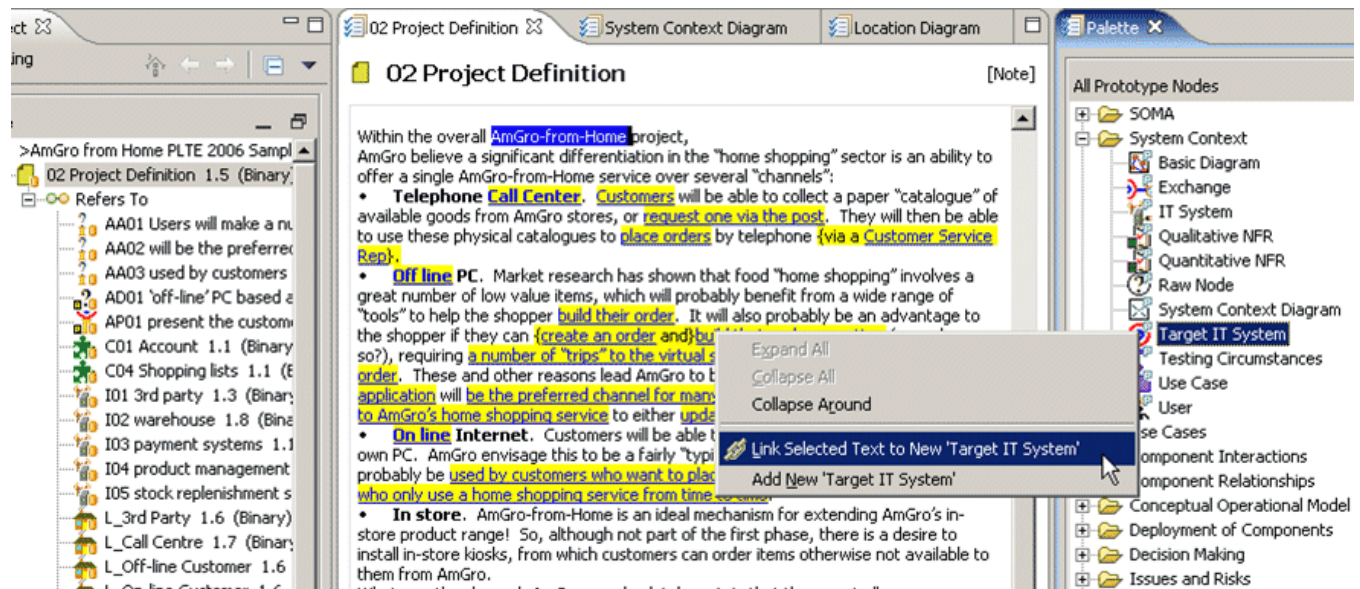 ect
ing
>AmGro from Home PLTE 2006 Sampl
02 Project Definition 1.5 (Binary)
Refers To
AA01 Users will make a nu
AA02 will be the preferred
AA03 used by customers
AD01 'off-line' PC based a
AP01 present the custome
C01 Account 1.1 (Binary
C04 Shopping lists 1.1 (B
I01 3rd party 1.3 (Binary
I02 warehouse 1.8 (Bina
I03 payment systems 1.1
I04 product management
I05 stock replenishment s
L_3rd Party 1.6 (Binary)
L_Call Centre 1.7 (Binary
L_Off-line Customer 1.6
L_On-line Customer 1.6
02 Project Definition
System Context Diagram
Location Diagram
02 Project Definition
[Note]
Within the overall AmGro-from-Home project,
AmGro believe a significant differentiation in the "home shopping" sector is an ability to
offer a single AmGro-from-Home service over several "channels":
• Telephone Call Center. Customers will be able to collect a paper "catalogue" of
available goods from AmGro stores, or request one via the post. They will then be able
to use these physical catalogues to place orders by telephone {via a Customer Service
Rep}.
• Off line PC. Market research has shown that food "home shopping" involves a
great number of low value items, which will probably benefit from a wide range of
"tools" to help the shopper build their order. It will also probably be an advantage to
the shopper if they can {create an order and}bu
so?), requiring a number of "trips" to the virtual s
order. These and other reasons lead AmGro to b
application will be the preferred channel for many
to AmGro's home shopping service to either upda
• On line Internet. Customers will be able t
own PC. AmGro envisage this to be a fairly "typi
probably be used by customers who want to plac
who only use a home shopping service from time to time.
• In store. AmGro-from-Home is an ideal mechanism for extending AmGro's in-
store product range! So, although not part of the first phase, there is a desire to
install in-store kiosks, from which customers can order items otherwise not available to
them from AmGro.
Expand All
Collapse All
Collapse Around
Link Selected Text to New 'Target IT System'
Add New 'Target IT System'
Palette
All Prototype Nodes
SOMA
System Context
Basic Diagram
Exchange
IT System
Qualitative NFR
Quantitative NFR
Raw Node
System Context Diagram
Target IT System
Testing Circumstances
Use Case
User
se Cases
omponent Interactions
omponent Relationships
Conceptual Operational Model
Deployment of Components
Decision Making
Issues and Risks